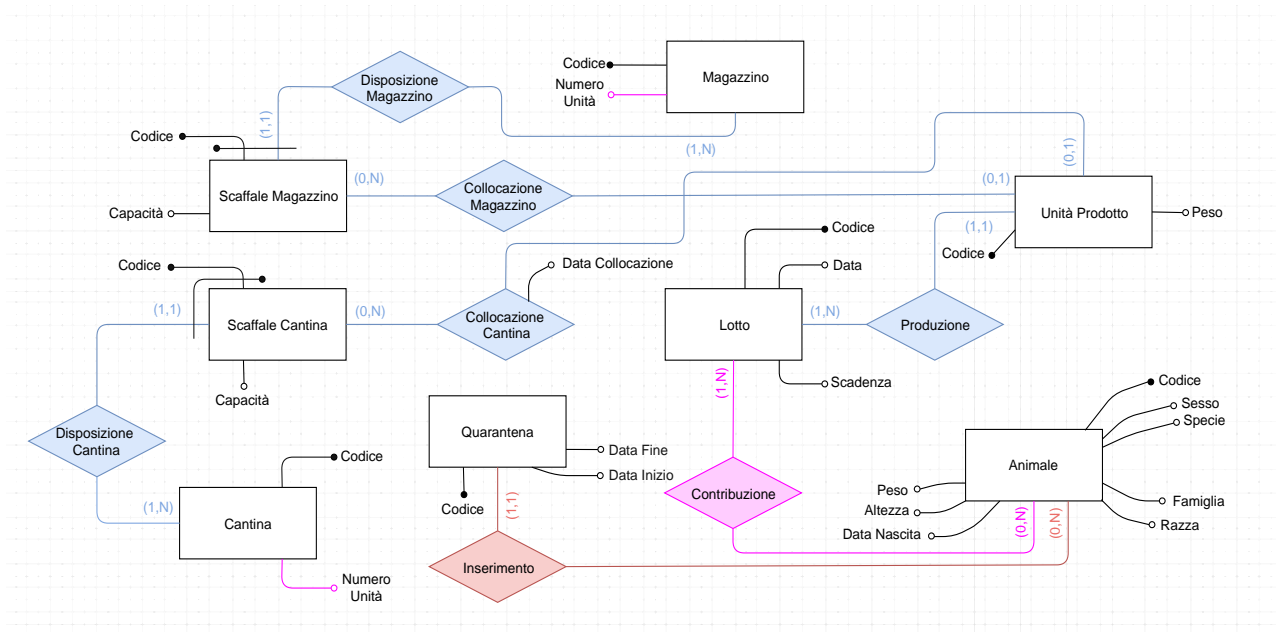 Disposizione
Magazzino
Codice
Numero
Unità
Magazzino
(1,1)
(1,N)
Codice
Scaffale Magazzino
Capacità
(0,N)
Collocazione
Magazzino
(0,1)
(0,1)
Unità Prodotto
Peso
(1,1)
Codice
Codice
Data
Codice
Data Collocazione
(1,1)
Scaffale Cantina
(0,N)
Collocazione
Cantina
Lotto
(1,N)
Produzione
Capacità
(1,N)
Scadenza
Disposizione
Cantina
Quarantena
Data Fine
Data Inizio
Codice
(1,1)
Codice
Sesso
Specie
Animale
Peso
Altezza
Data Nascita
Famiglia
Razza
Codice
(1,N)
Cantina
Numero
Unità
Contribuzione
(0,N)
(0,N)
Inserimento